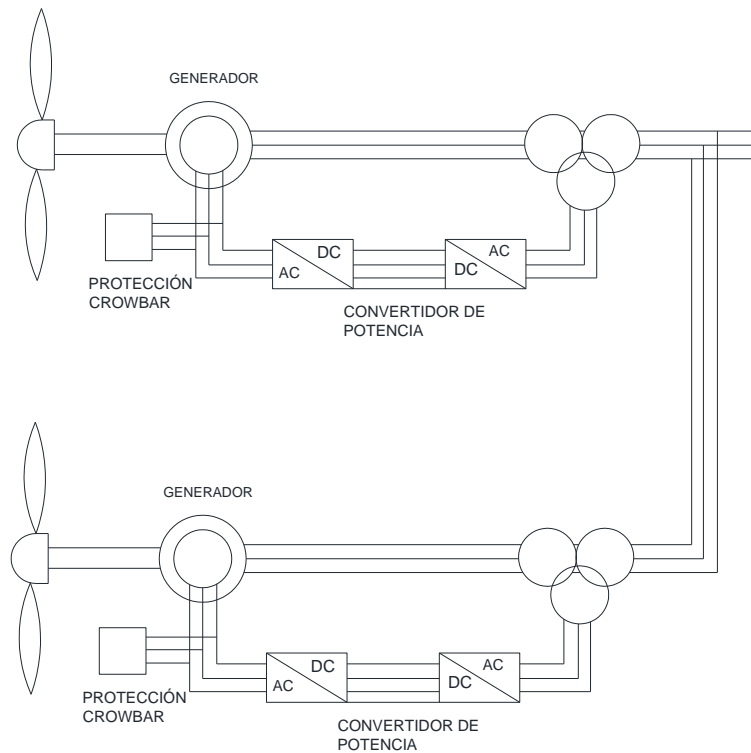 GENERADOR
DC
AC
AC
DC
PROTECCIÓN
CROWBAR
CONVERTIDOR DE
POTENCIA
GENERADOR
DC
AC
AC
DC
PROTECCIÓN
CROWBAR
CONVERTIDOR DE
POTENCIA